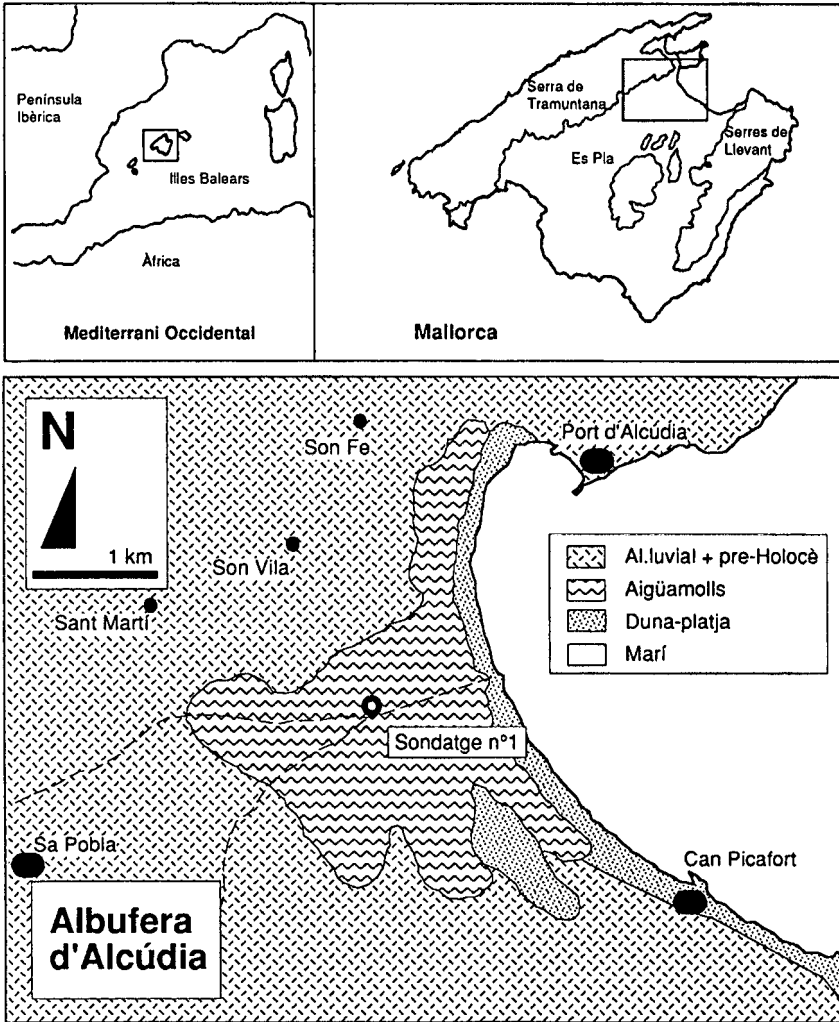 Península
Ibèrica
Illes Balears
Àfrica
Mediterrani Occidental
Serra de
Tramuntana
Serres de
Llevant
Es Pla
Mallorca
N
1 km
Son Fe
Port d'Alcúdia
Son Vila
Sant Martí
Al.luvial + pre-Holocè
Aigüamolls
Duna-platja
Marí
Sondatge nº1
Sa Pobla
Can Picafort
Albufera
d'Alcúdia